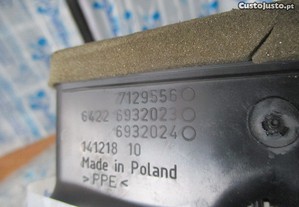 CustoJusto.pt
7129556
6422 6932023
6932024
141218 10
Made in Poland
>PPE<